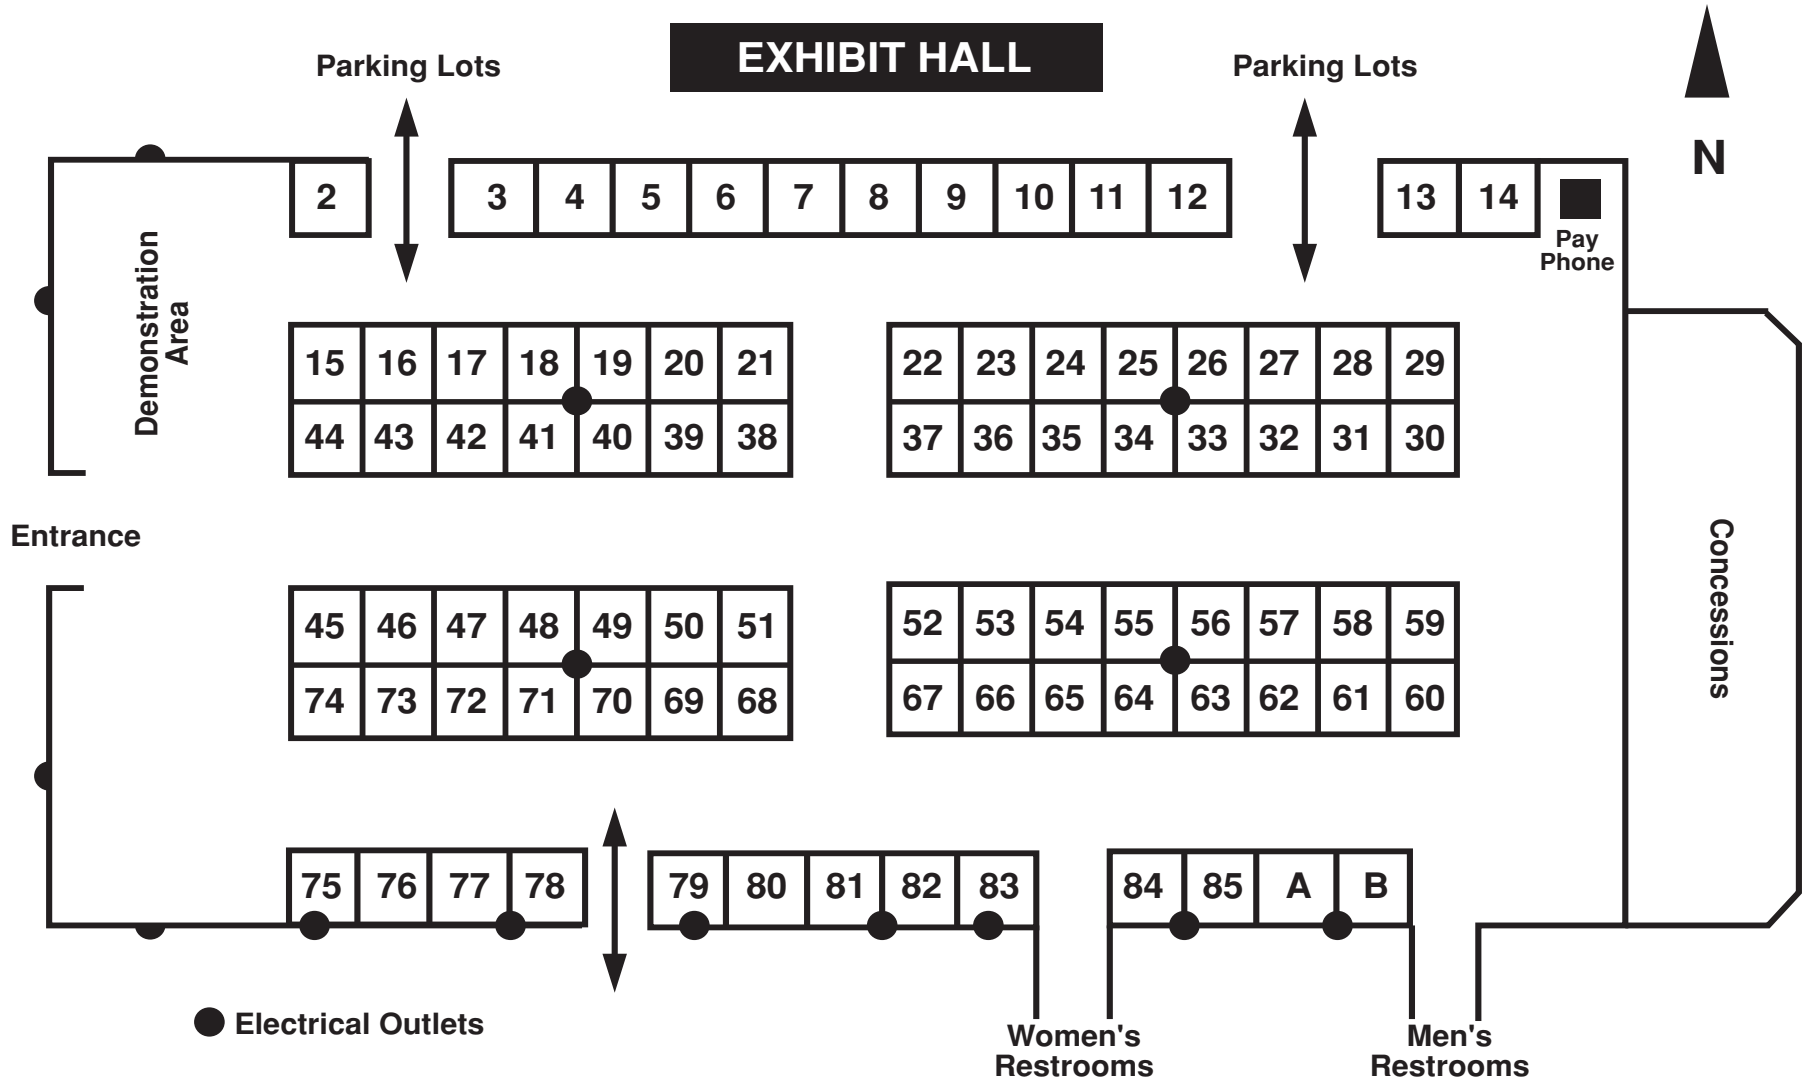 EXHIBIT HALL
Parking Lots
Parking Lots
N
2
3 4 5 6 7 8 9 10 11 12
13 14
Pay
Phone
Demonstration
Area
15 16 17 18 19 20 21
44 43 42 41 40 39 38
22 23 24 25 26 27 28 29
37 36 35 34 33 32 31 30
Entrance
45 46 47 48 49 50 51
74 73 72 71 70 69 68
52 53 54 55 56 57 58 59
67 66 65 64 63 62 61 60
Concessions
75 76 77 78
79 80 81 82 83
84 85 A B
Electrical Outlets
Women's
Restrooms
Men's
Restrooms